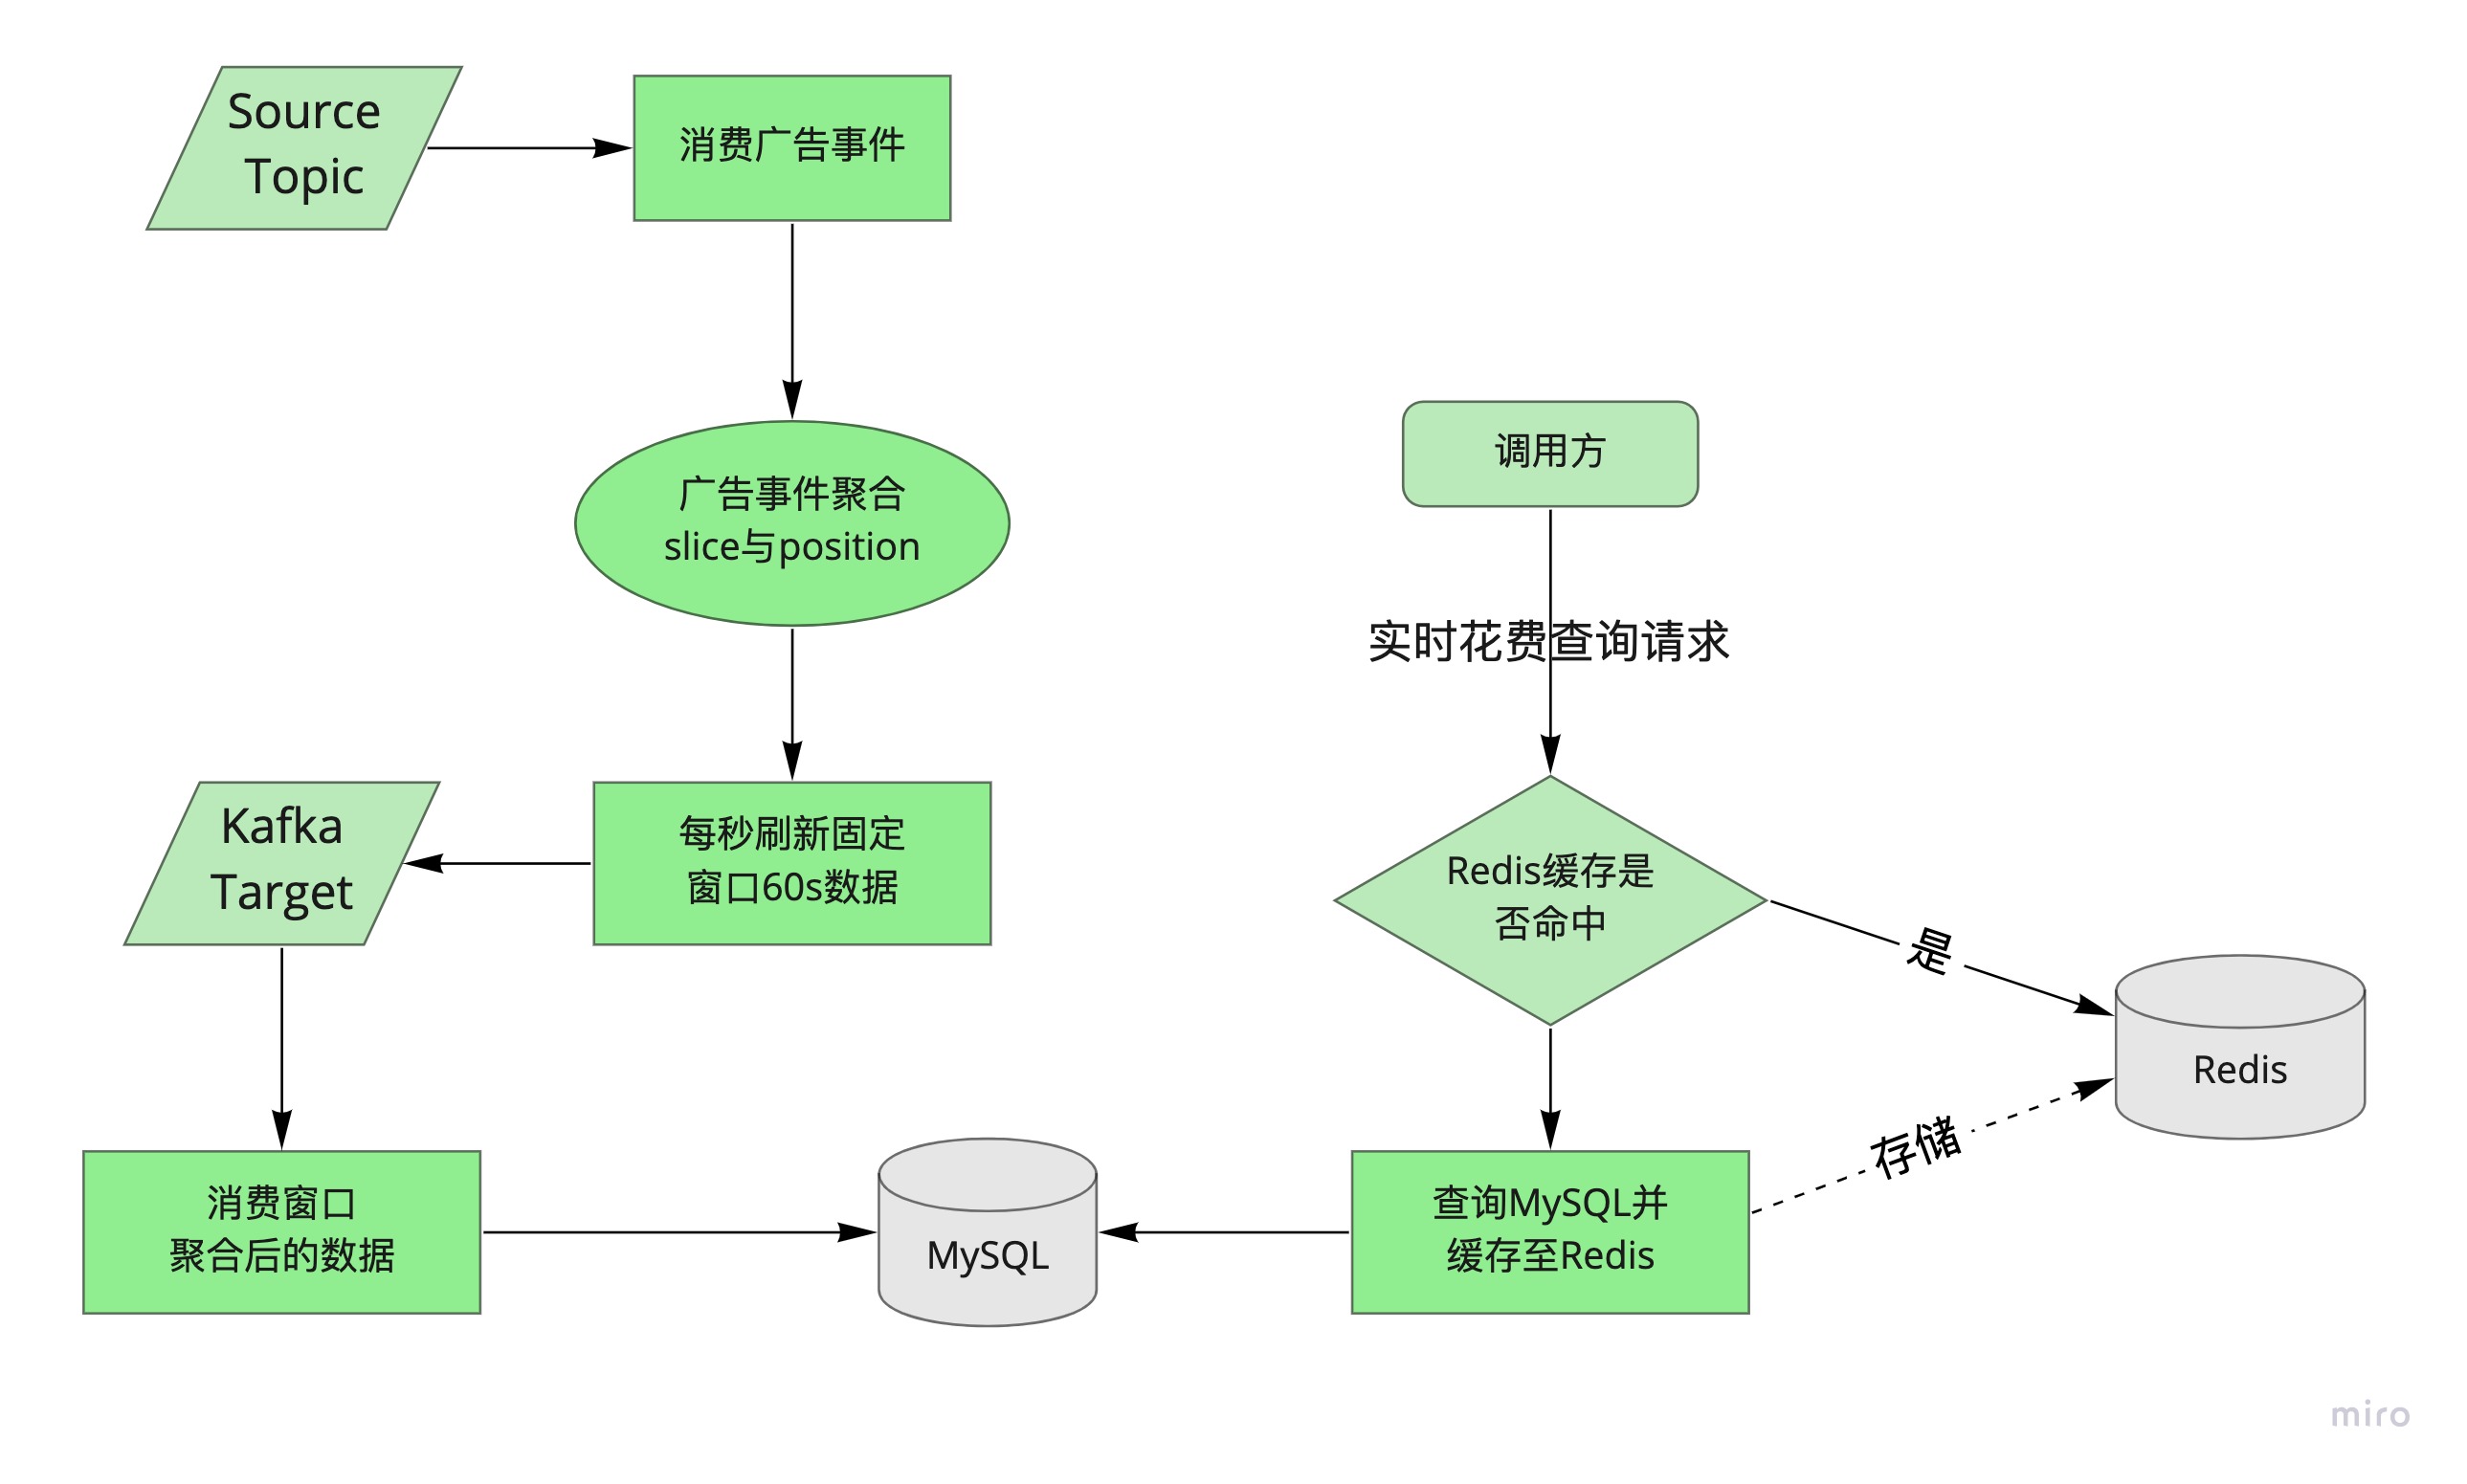 Source
Topic
消费广告事件
广告事件聚合
slice与position
调用方
实时花费查询请求
Kafka
Target
每秒刷新固定
窗口60s数据
Redis缓存是
否命中
是
Redis
存储
消费窗口
聚合后的数据
MySQL
查询MySQL并
缓存至Redis
miro